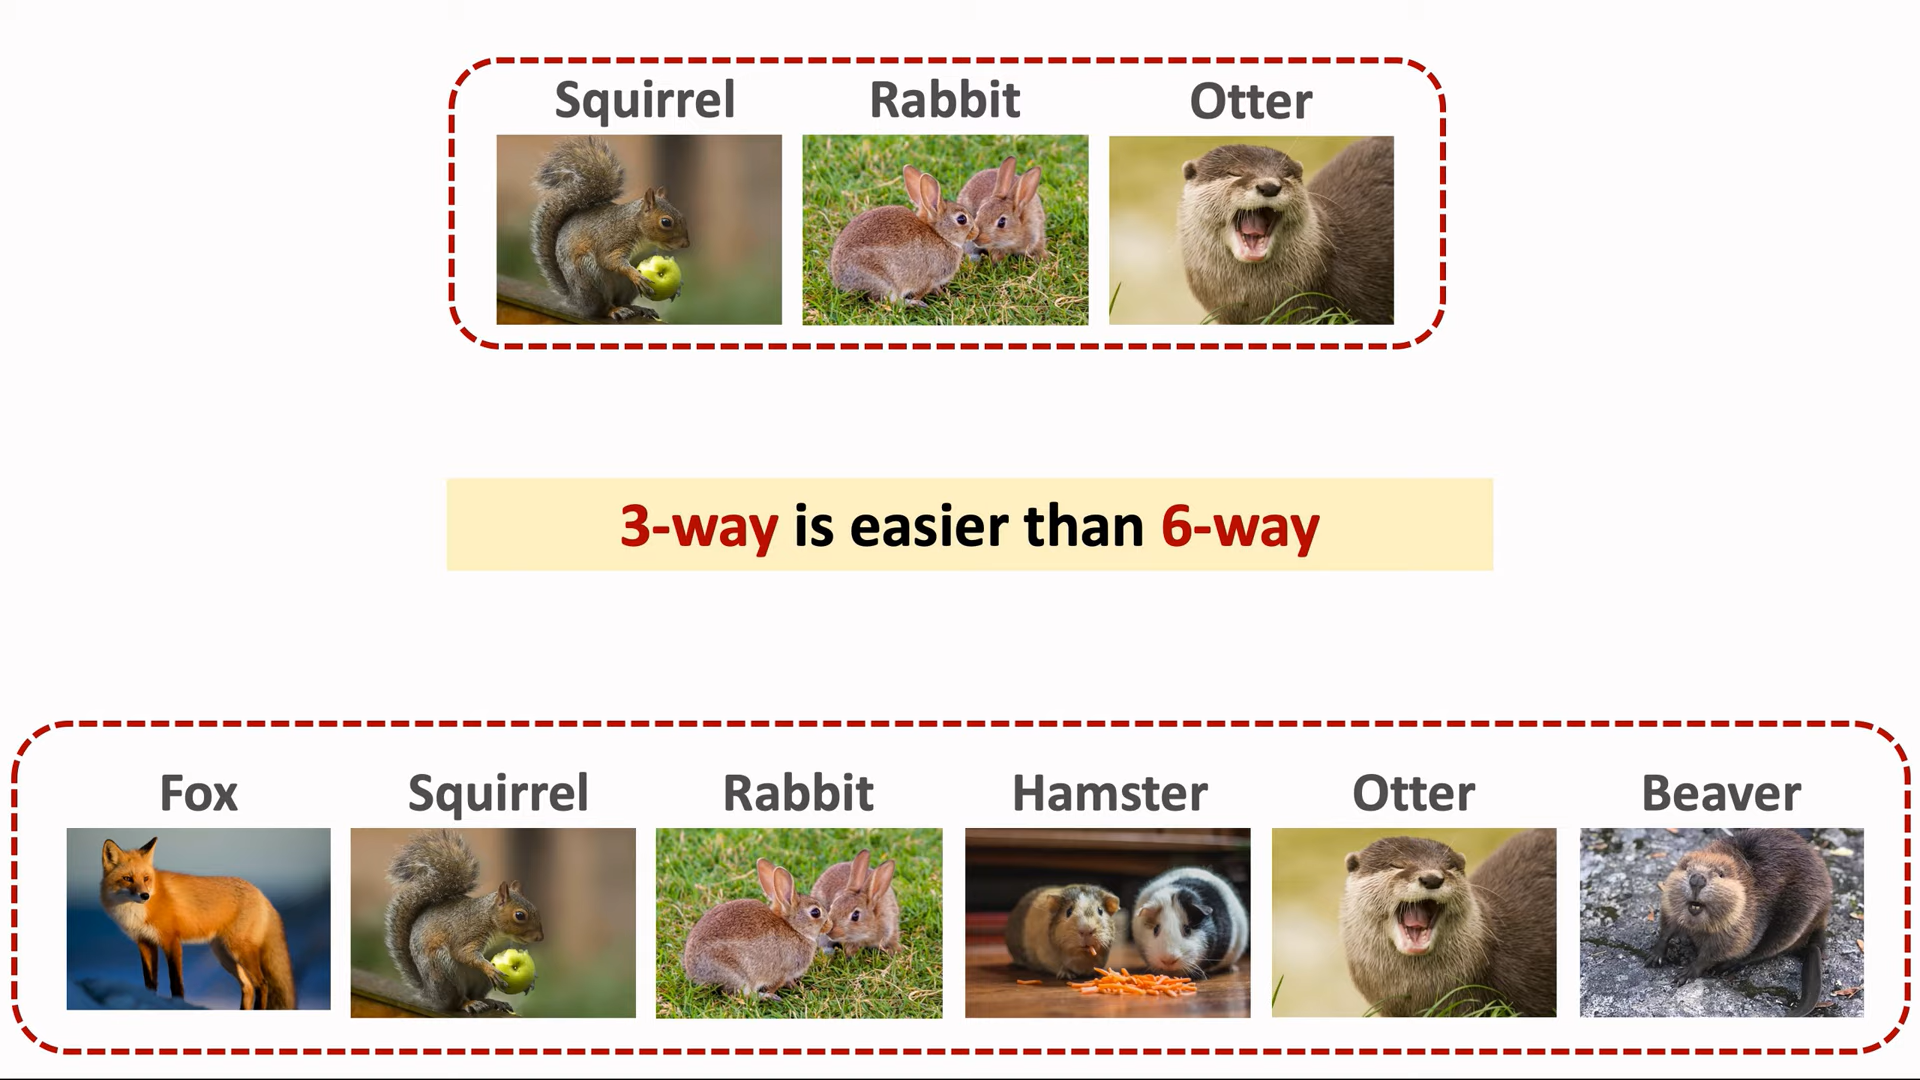 Squirrel Rabbit Otter
3-way is easier than 6-way
Fox Squirrel Rabbit Hamster Otter Beaver